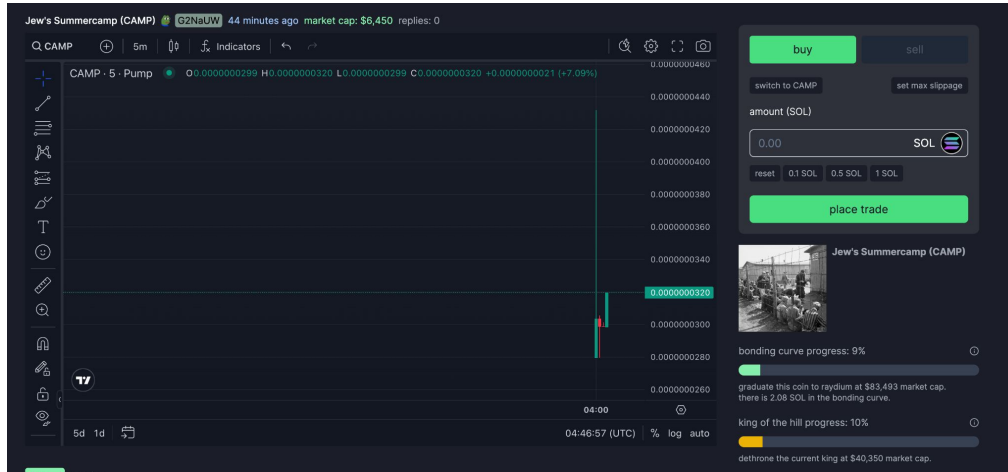 Jew's Summercamp (CAMP) G2NaUW 44 minutes ago market cap: $6,450 replies: 0
CAMP 5m Indicators
CAMP · 5 · Pump O0.0000000299 H0.0000000320 L0.0000000299 C0.0000000320 +0.0000000021 (+7.09%)
0.0000000460
0.0000000440
0.0000000420
0.0000000400
0.0000000380
0.0000000360
0.0000000340
0.0000000320
0.0000000300
0.0000000280
0.0000000260
04:00
5d 1d 04:46:57 (UTC) % log auto
buy sell
switch to CAMP set max slippage
amount (SOL)
0.00 SOL
reset 0.1 SOL 0.5 SOL 1 SOL
place trade
Jew's Summercamp (CAMP)
bonding curve progress: 9%
graduate this coin to raydium at $83,493 market cap.
there is 2.08 SOL in the bonding curve.
king of the hill progress: 10%
dethrone the current king at $40,350 market cap.